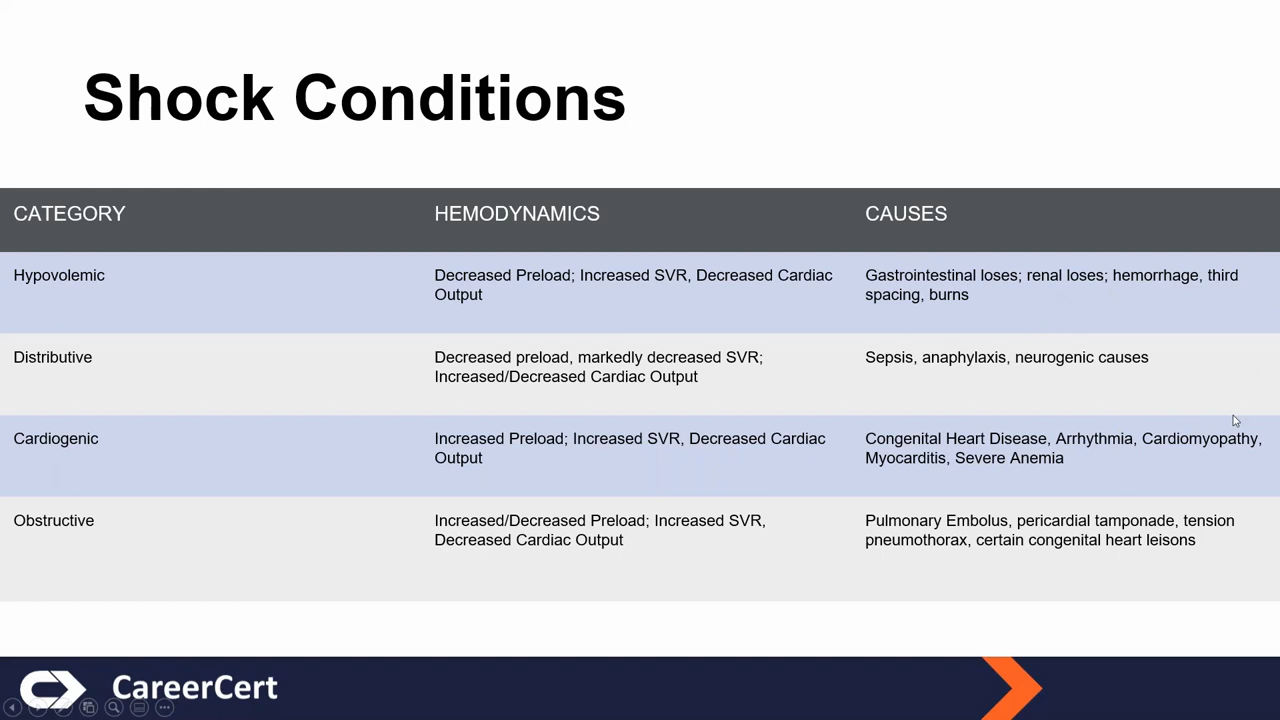 Shock Conditions
CATEGORY
HEMODYNAMICS
CAUSES
Hypovolemic
Decreased Preload; Increased SVR, Decreased Cardiac
Output
Gastrointestinal loses; renal loses; hemorrhage, third
spacing, burns
Distributive
Decreased preload, markedly decreased SVR;
Increased/Decreased Cardiac Output
Sepsis, anaphylaxis, neurogenic causes
Cardiogenic
Increased Preload; Increased SVR, Decreased Cardiac
Output
Congenital Heart Disease, Arrhythmia, Cardiomyopathy,
Myocarditis, Severe Anemia
Obstructive
Increased/Decreased Preload; Increased SVR,
Decreased Cardiac Output
Pulmonary Embolus, pericardial tamponade, tension
pneumothorax, certain congenital heart leisons
CareerCert